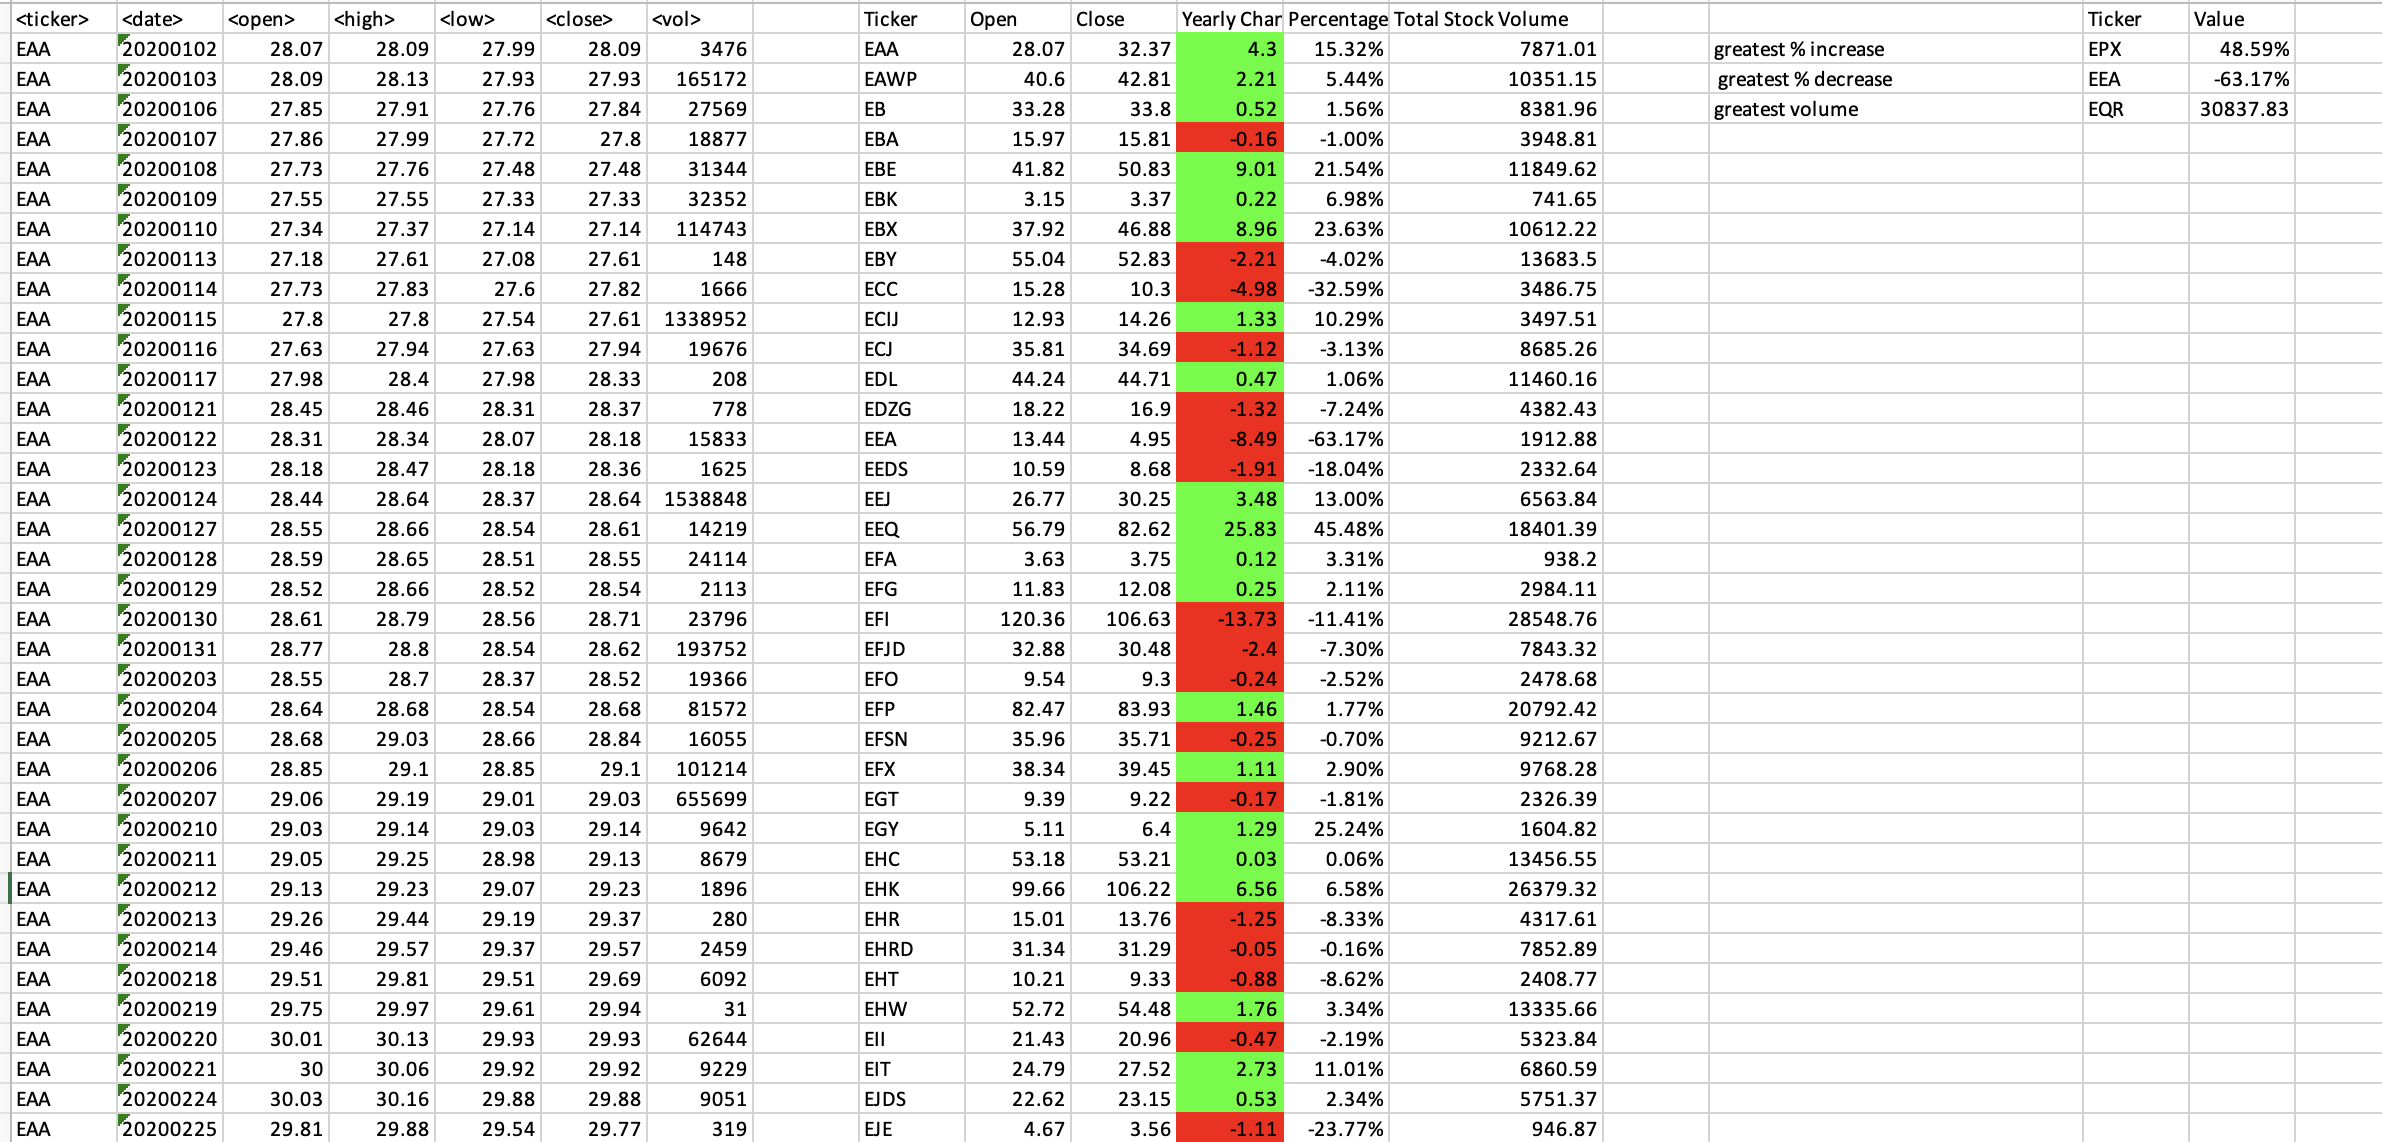 <ticker> <date> <open> <high> <low> <close> <vol> Ticker Open Close Yearly Char Percentage Total Stock Volume Ticker Value
EAA 20200102 28.07 28.09 27.99 28.09 3476 EAA 28.07 32.37 4.3 15.32% 7871.01 greatest % increase EPX 48.59%
EAA 20200103 28.09 28.13 27.93 27.93 165172 EAWP 40.6 42.81 2.21 5.44% 10351.15 greatest % decrease EEA -63.17%
EAA 20200106 27.85 27.91 27.76 27.84 27569 EB 33.28 33.8 0.52 1.56% 8381.96 greatest volume EQR 30837.83
EAA 20200107 27.86 27.99 27.72 27.8 18877 EBA 15.97 15.81 -0.16 -1.00% 3948.81
EAA 20200108 27.73 27.76 27.48 27.48 31344 EBE 41.82 50.83 9.01 21.54% 11849.62
EAA 20200109 27.55 27.55 27.33 27.33 32352 EBK 3.15 3.37 0.22 6.98% 741.65
EAA 20200110 27.34 27.37 27.14 27.14 114743 EBX 37.92 46.88 8.96 23.63% 10612.22
EAA 20200113 27.18 27.61 27.08 27.61 148 EBY 55.04 52.83 -2.21 -4.02% 13683.5
EAA 20200114 27.73 27.83 27.6 27.82 1666 ECC 15.28 10.3 -4.98 -32.59% 3486.75
EAA 20200115 27.8 27.8 27.54 27.61 1338952 ECIJ 12.93 14.26 1.33 10.29% 3497.51
EAA 20200116 27.63 27.94 27.63 27.94 19676 ECJ 35.81 34.69 -1.12 -3.13% 8685.26
EAA 20200117 27.98 28.4 27.98 28.33 208 EDL 44.24 44.71 0.47 1.06% 11460.16
EAA 20200121 28.45 28.46 28.31 28.37 778 EDZG 18.22 16.9 -1.32 -7.24% 4382.43
EAA 20200122 28.31 28.34 28.07 28.18 15833 EEA 13.44 4.95 -8.49 -63.17% 1912.88
EAA 20200123 28.18 28.47 28.18 28.36 1625 EEDS 10.59 8.68 -1.91 -18.04% 2332.64
EAA 20200124 28.44 28.64 28.37 28.64 1538848 EEJ 26.77 30.25 3.48 13.00% 6563.84
EAA 20200127 28.55 28.66 28.54 28.61 14219 EEQ 56.79 82.62 25.83 45.48% 18401.39
EAA 20200128 28.59 28.65 28.51 28.55 24114 EFA 3.63 3.75 0.12 3.31% 938.2
EAA 20200129 28.52 28.66 28.52 28.54 2113 EFG 11.83 12.08 0.25 2.11% 2984.11
EAA 20200130 28.61 28.79 28.56 28.71 23796 EFI 120.36 106.63 -13.73 -11.41% 28548.76
EAA 20200131 28.77 28.8 28.54 28.62 193752 EFJD 32.88 30.48 -2.4 -7.30% 7843.32
EAA 20200203 28.55 28.7 28.37 28.52 19366 EFO 9.54 9.3 -0.24 -2.52% 2478.68
EAA 20200204 28.64 28.68 28.54 28.68 81572 EFP 82.47 83.93 1.46 1.77% 20792.42
EAA 20200205 28.68 29.03 28.66 28.84 16055 EFSN 35.96 35.71 -0.25 -0.70% 9212.67
EAA 20200206 28.85 29.1 28.85 29.1 101214 EFX 38.34 39.45 1.11 2.90% 9768.28
EAA 20200207 29.06 29.19 29.01 29.03 655699 EGT 9.39 9.22 -0.17 -1.81% 2326.39
EAA 20200210 29.03 29.14 29.03 29.14 9642 EGY 5.11 6.4 1.29 25.24% 1604.82
EAA 20200211 29.05 29.25 28.98 29.13 8679 EHC 53.18 53.21 0.03 0.06% 13456.55
EAA 20200212 29.13 29.23 29.07 29.23 1896 EHK 99.66 106.22 6.56 6.58% 26379.32
EAA 20200213 29.26 29.44 29.19 29.37 280 EHR 15.01 13.76 -1.25 -8.33% 4317.61
EAA 20200214 29.46 29.57 29.37 29.57 2459 EHRD 31.34 31.29 -0.05 -0.16% 7852.89
EAA 20200218 29.51 29.81 29.51 29.69 6092 EHT 10.21 9.33 -0.88 -8.62% 2408.77
EAA 20200219 29.75 29.97 29.61 29.94 31 EHW 52.72 54.48 1.76 3.34% 13335.66
EAA 20200220 30.01 30.13 29.93 29.93 62644 EII 21.43 20.96 -0.47 -2.19% 5323.84
EAA 20200221 30 30.06 29.92 29.92 9229 EIT 24.79 27.52 2.73 11.01% 6860.59
EAA 20200224 30.03 30.16 29.88 29.88 9051 EJDS 22.62 23.15 0.53 2.34% 5751.37
EAA 20200225 29.81 29.88 29.54 29.77 319 EJE 4.67 3.56 -1.11 -23.77% 946.87